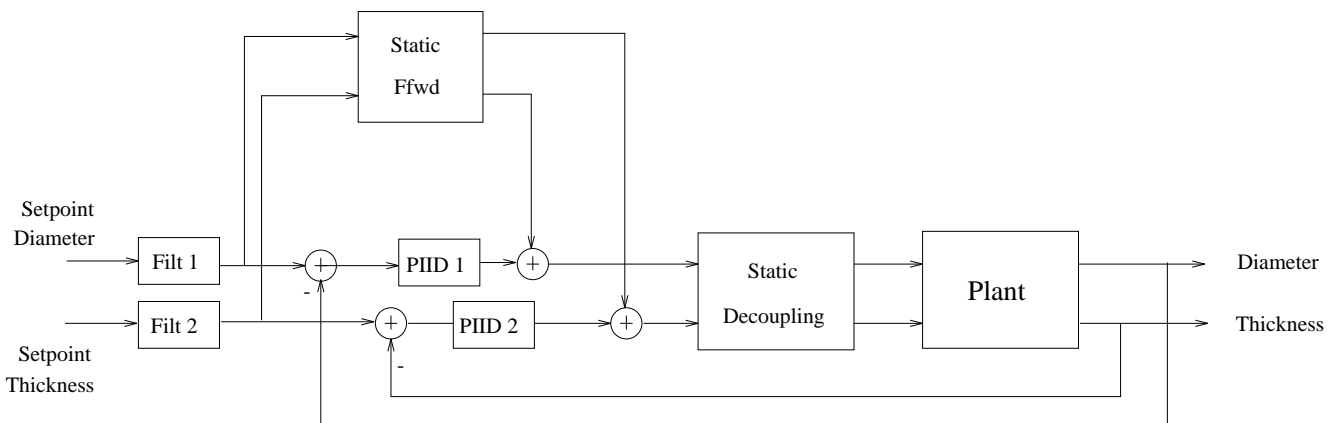 Static
Ffwd
Setpoint
Diameter
Filt 1
+
-
PIID 1
+
Static
Decoupling
Plant
Diameter
Filt 2
+
-
PIID 2
+
Thickness
Setpoint
Thickness